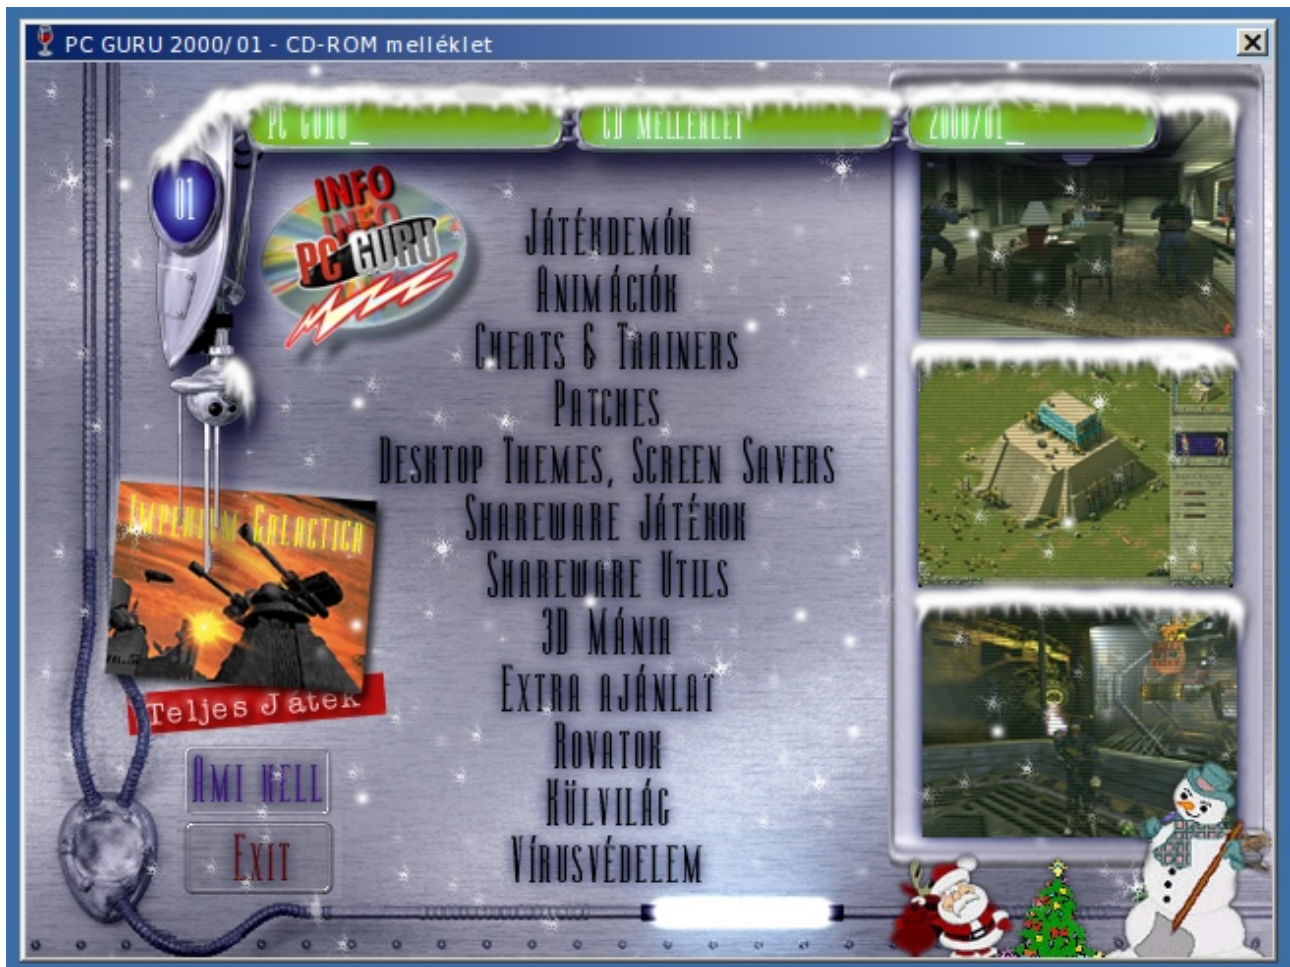 PC GURU 2000/01 - CD-ROM melléklet
PC GURU_
CD MELLÉKLET
2000/01_
01
INFO
INFO
PC GURU
JÁTÉKDEMÓK
ANIMÁCIÓK
CHEATS & TRAINERS
PATCHES
DESKTOP THEMES, SCREEN SAVERS
SHAREWARE JÁTÉKOK
SHAREWARE UTILS
3D MÁNIA
EXTRA AJÁNLAT
ROVATOK
KÜLVILÁG
VÍRUSVÉDELEM
IMPERIUM GALACTICA
Teljes Játék
AMI KELL
EXIT